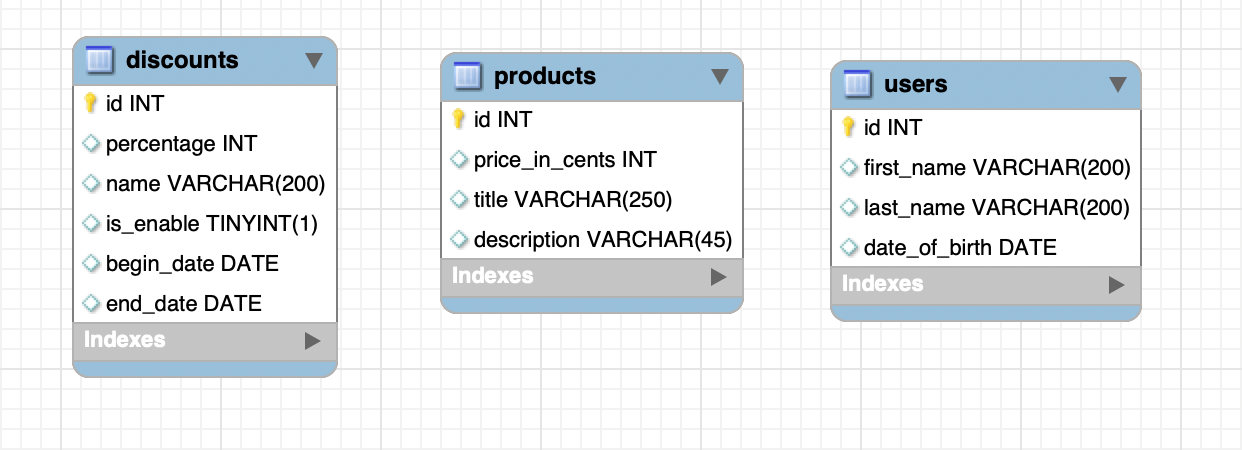 discounts
id INT
percentage INT
name VARCHAR(200)
is_enable TINYINT(1)
begin_date DATE
end_date DATE
Indexes
products
id INT
price_in_cents INT
title VARCHAR(250)
description VARCHAR(45)
Indexes
users
id INT
first_name VARCHAR(200)
last_name VARCHAR(200)
date_of_birth DATE
Indexes